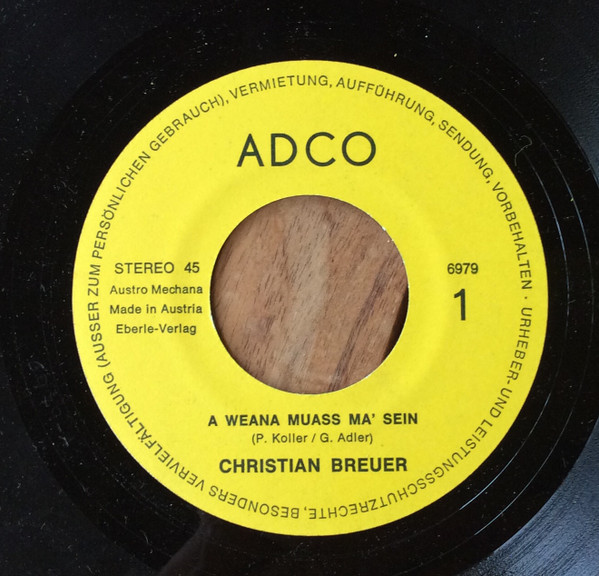 URHEBER- UND LEISTUNGSSCHUTZRECHTE, BESONDERS VERVIELFÄLTIGUNG (AUSSER ZUM PERSÖNLICHEN GEBRAUCH), VERMIETUNG, AUFFÜHRUNG, SENDUNG, VORBEHALTEN ·
ADCO
STEREO 45
Austro Mechana
Made in Austria
Eberle-Verlag
6979
1
A WEANA MUASS MA' SEIN
(P. Koller / G. Adler)
CHRISTIAN BREUER